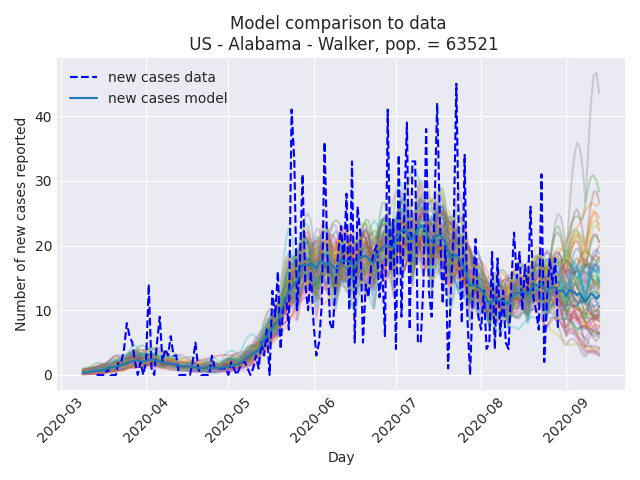 Model comparison to data
US - Alabama - Walker, pop. = 63521
new cases data
new cases model
Number of new cases reported
40
30
20
10
0
2020-03
2020-04
2020-05
2020-06
2020-07
2020-08
2020-09
Day